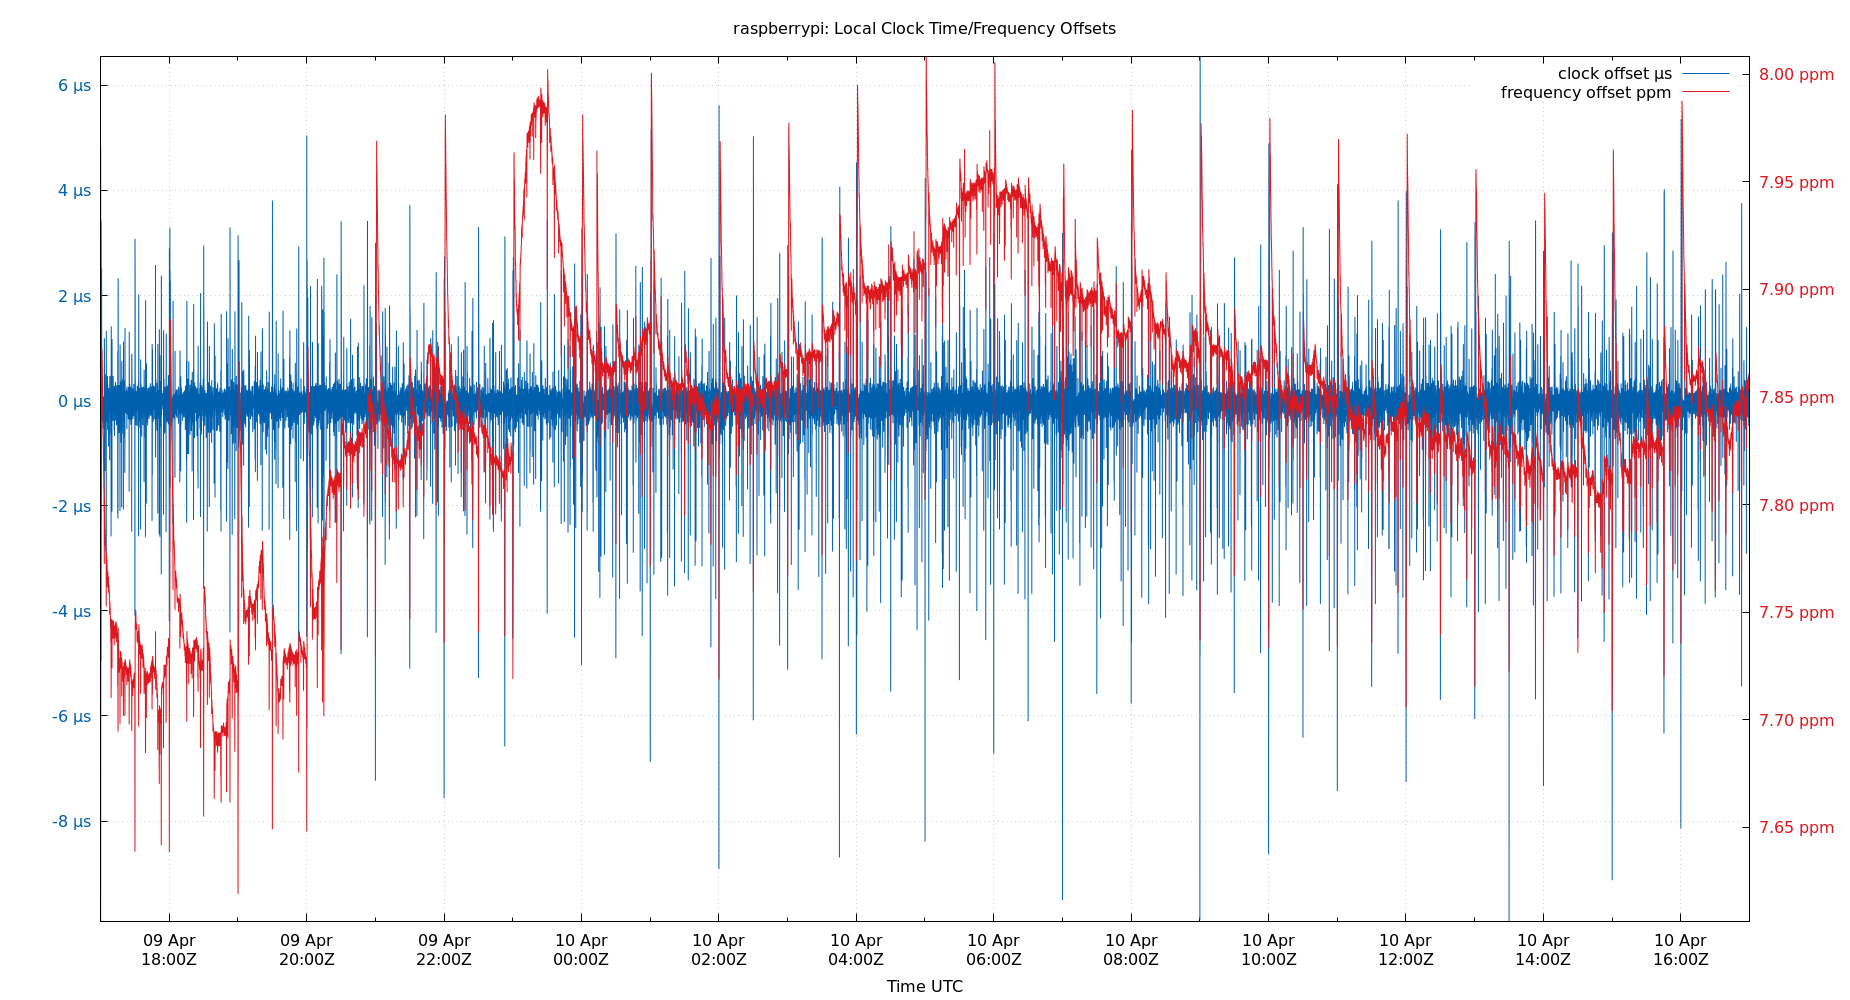 raspberrypi: Local Clock Time/Frequency Offsets
clock offset µs
frequency offset ppm
6 µs
4 µs
2 µs
0 µs
-2 µs
-4 µs
-6 µs
-8 µs
8.00 ppm
7.95 ppm
7.90 ppm
7.85 ppm
7.80 ppm
7.75 ppm
7.70 ppm
7.65 ppm
09 Apr 09 Apr 09 Apr 10 Apr 10 Apr 10 Apr 10 Apr 10 Apr 10 Apr 10 Apr 10 Apr 10 Apr
18:00Z 20:00Z 22:00Z 00:00Z 02:00Z 04:00Z 06:00Z 08:00Z 10:00Z 12:00Z 14:00Z 16:00Z
Time UTC